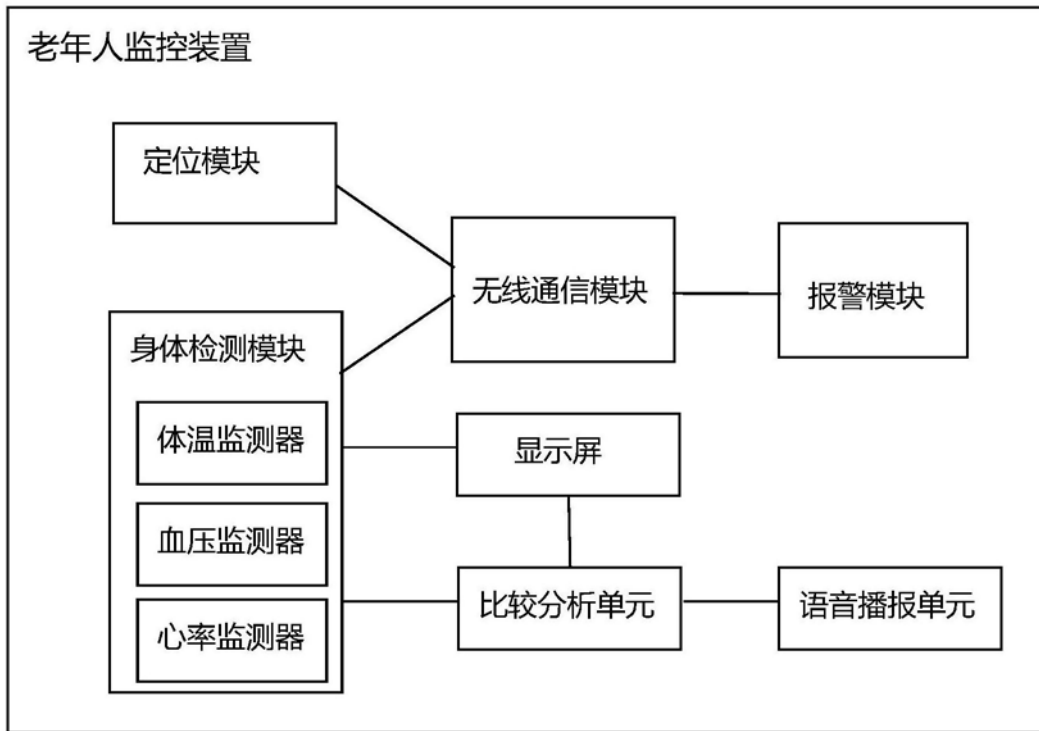 老年人监控装置
定位模块
无线通信模块
报警模块
身体检测模块
体温监测器
显示屏
血压监测器
比较分析单元
语音播报单元
心率监测器